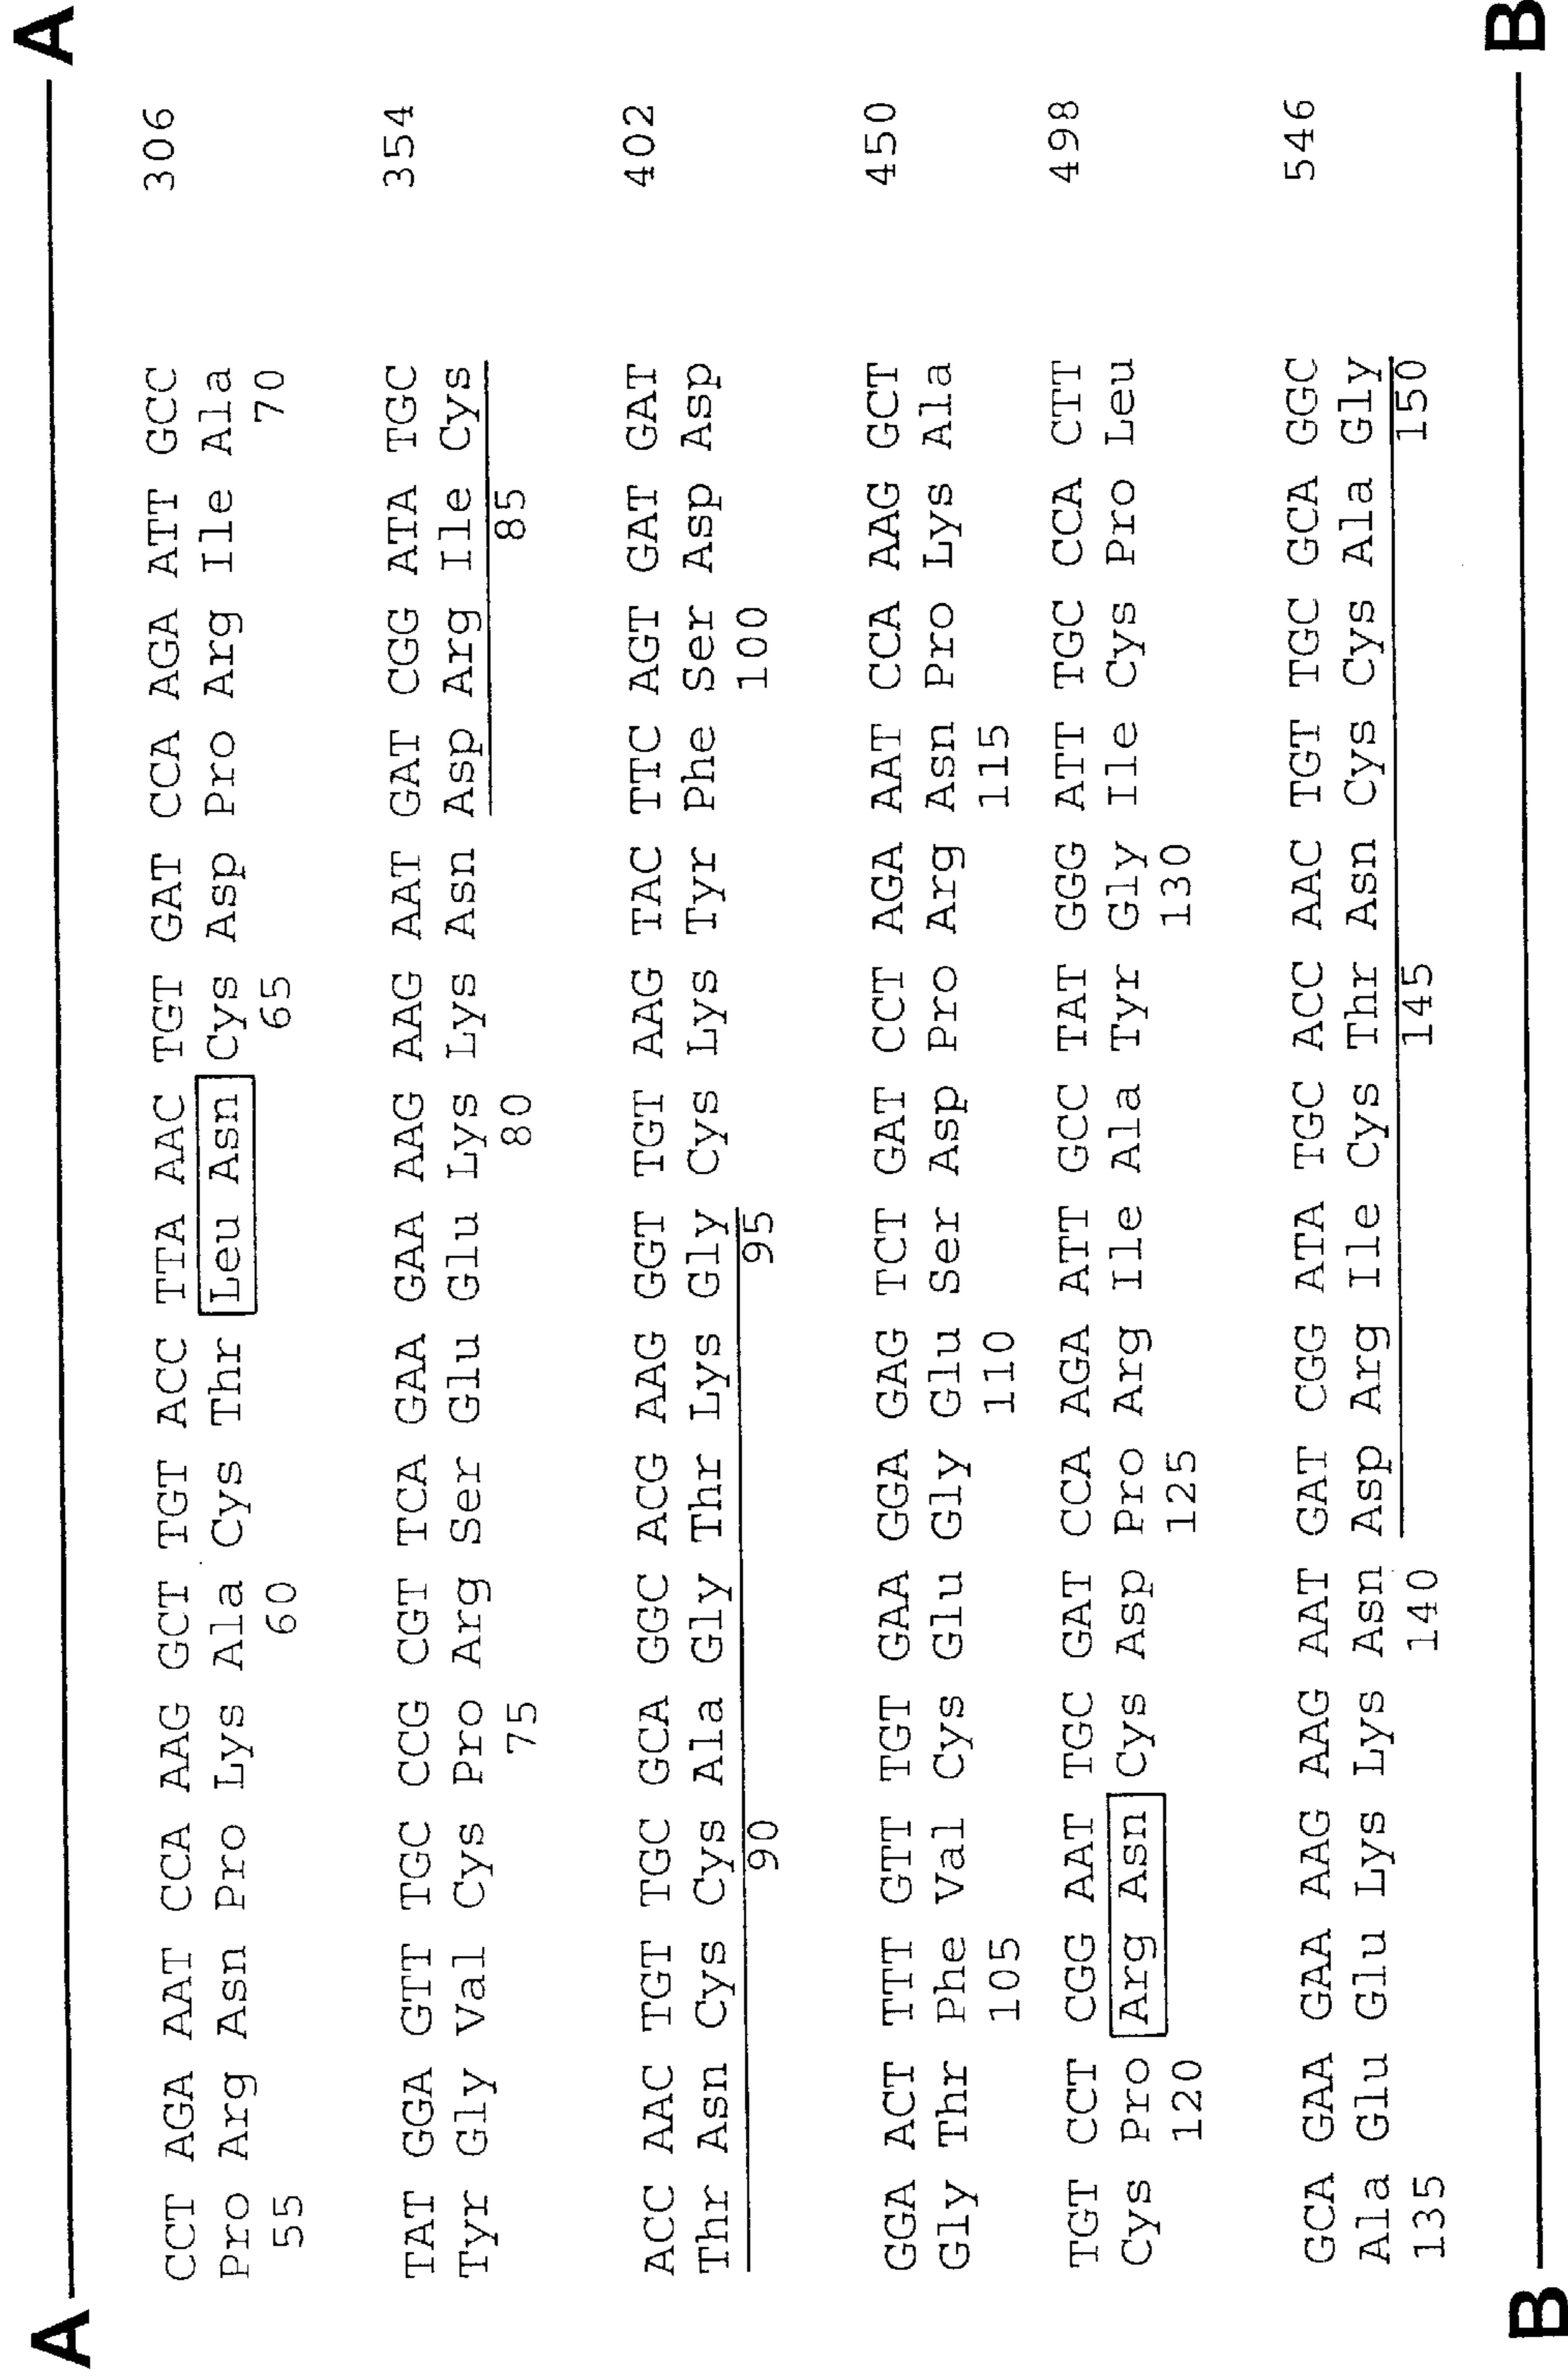 A A
CCT AGA AAT CCA AAG GCT TGT ACC TTA AAC TGT GAT CCA AGA ATT GCC 306
Pro Arg Asn Pro Lys Ala Cys Thr Leu Asn Cys Asp Pro Arg Ile Ala
55 60 65 70
TAT GGA GTT TGC CCG CGT TCA GAA GAA AAG AAG AAT GAT CGG ATA TGC 354
Tyr Gly Val Cys Pro Arg Ser Glu Glu Lys Lys Asn Asp Arg Ile Cys
75 80 85
ACC AAC TGT TGC GCA GGC ACG AAG GGT TGT AAG TAC TTC AGT GAT GAT 402
Thr Asn Cys Cys Ala Gly Thr Lys Gly Cys Lys Tyr Phe Ser Asp Asp
90 95 100
GGA ACT TTT GTT TGT GAA GGA GAG TCT GAT CCT AGA AAT CCA AAG GCT 450
Gly Thr Phe Val Cys Glu Gly Glu Ser Asp Pro Arg Asn Pro Lys Ala
105 110 115
TGT CCT CGG AAT TGC GAT CCA AGA ATT GCC TAT GGG ATT TGC CCA CTT 498
Cys Pro Arg Asn Cys Asp Pro Arg Ile Ala Tyr Gly Ile Cys Pro Leu
120 125 130
GCA GAA GAA AAG AAG AAT GAT CGG ATA TGC ACC AAC TGT TGC GCA GGC 546
Ala Glu Glu Lys Lys Asn Asp Arg Ile Cys Thr Asn Cys Cys Ala Gly
135 140 145 150
B B